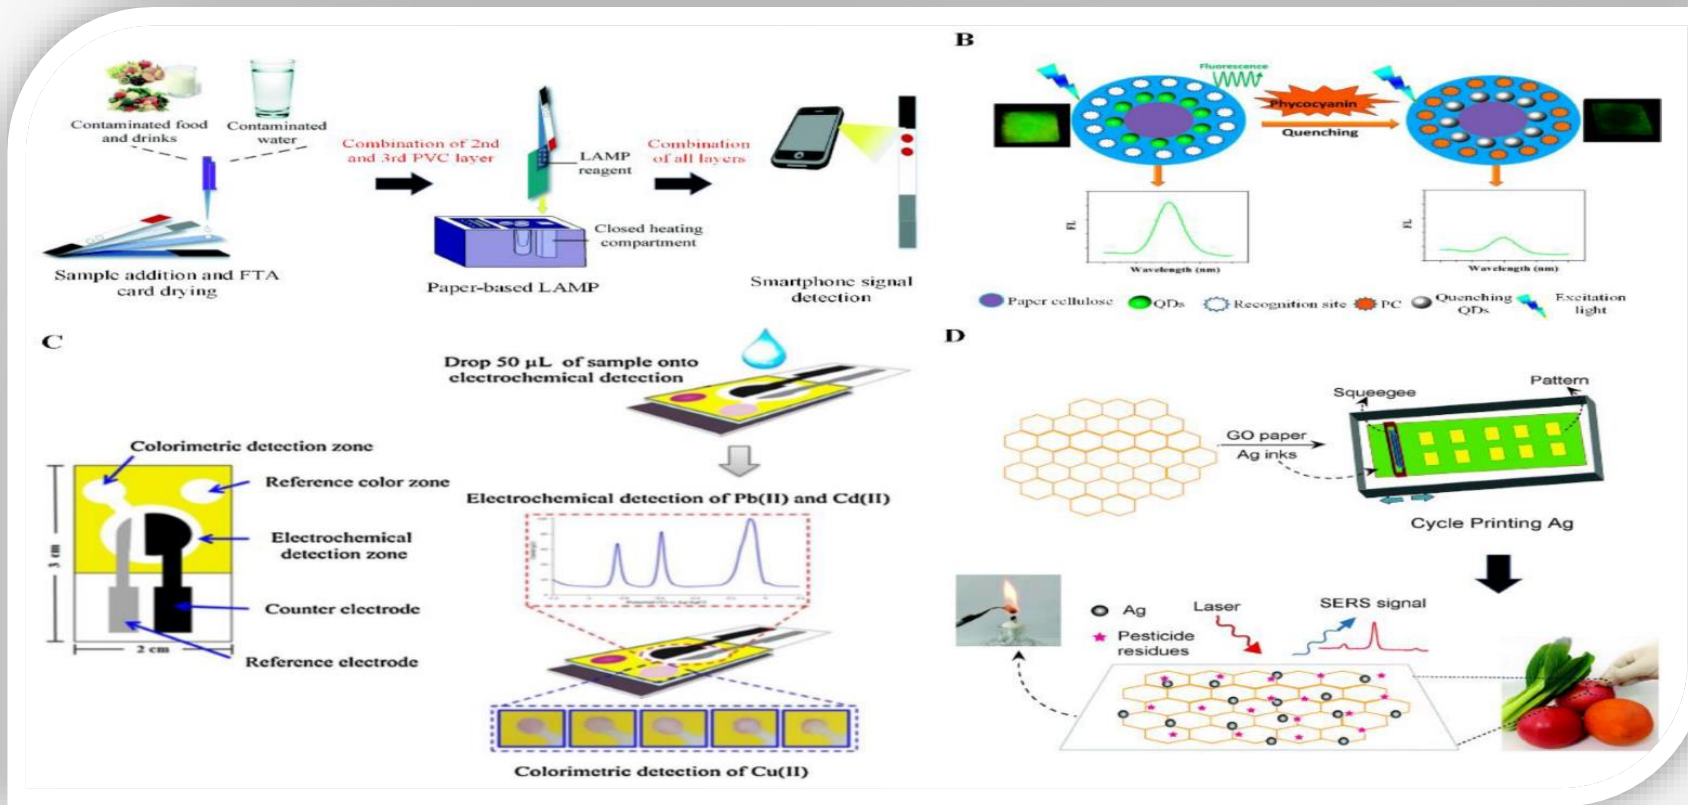 Contaminated food
and drinks
Contaminated
water
Combination of 2nd
and 3rd PVC layer
LAMP
reagent
Combination
of all layers
Closed heating
compartment
Sample addition and FTA
card drying
Paper-based LAMP
Smartphone signal
detection
B
Fluorescence
Phycocyanin
Quenching
FL
Wavelength (nm)
FL
Wavelength (nm)
Paper cellulose
QDs
Recognition site
PC
Quenching
QDs
Excitation
light
C
Drop 50 µL of sample onto
electrochemical detection
Colorimetric detection zone
Reference color zone
Electrochemical
detection zone
Counter electrode
Reference electrode
3 cm
2 cm
Electrochemical detection of Pb(II) and Cd(II)
Colorimetric detection of Cu(II)
D
GO paper
Ag inks
Squeegee
Pattern
Cycle Printing Ag
Ag
Pesticide
residues
Laser
SERS signal